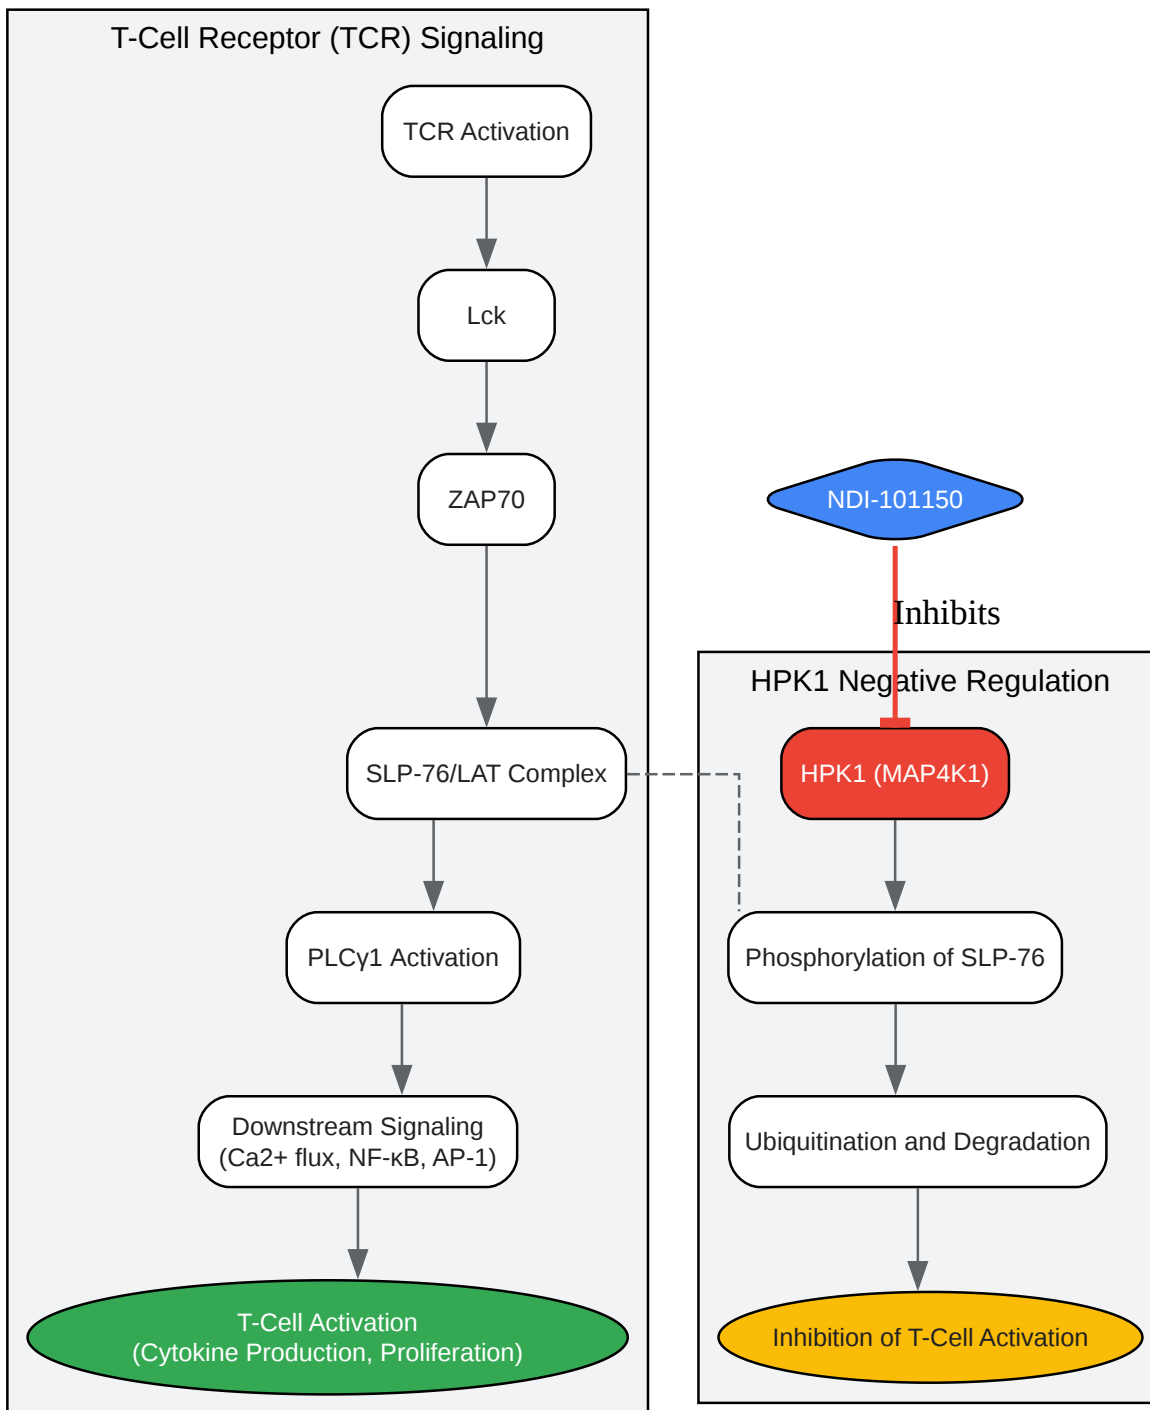 T-Cell Receptor (TCR) Signaling
TCR Activation
Lck
ZAP70
SLP-76/LAT Complex
PLCγ1 Activation
Downstream Signaling
(Ca2+ flux, NF-κB, AP-1)
T-Cell Activation
(Cytokine Production, Proliferation)
NDI-101150
Inhibits
HPK1 Negative Regulation
HPK1 (MAP4K1)
Phosphorylation of SLP-76
Ubiquitination and Degradation
Inhibition of T-Cell Activation